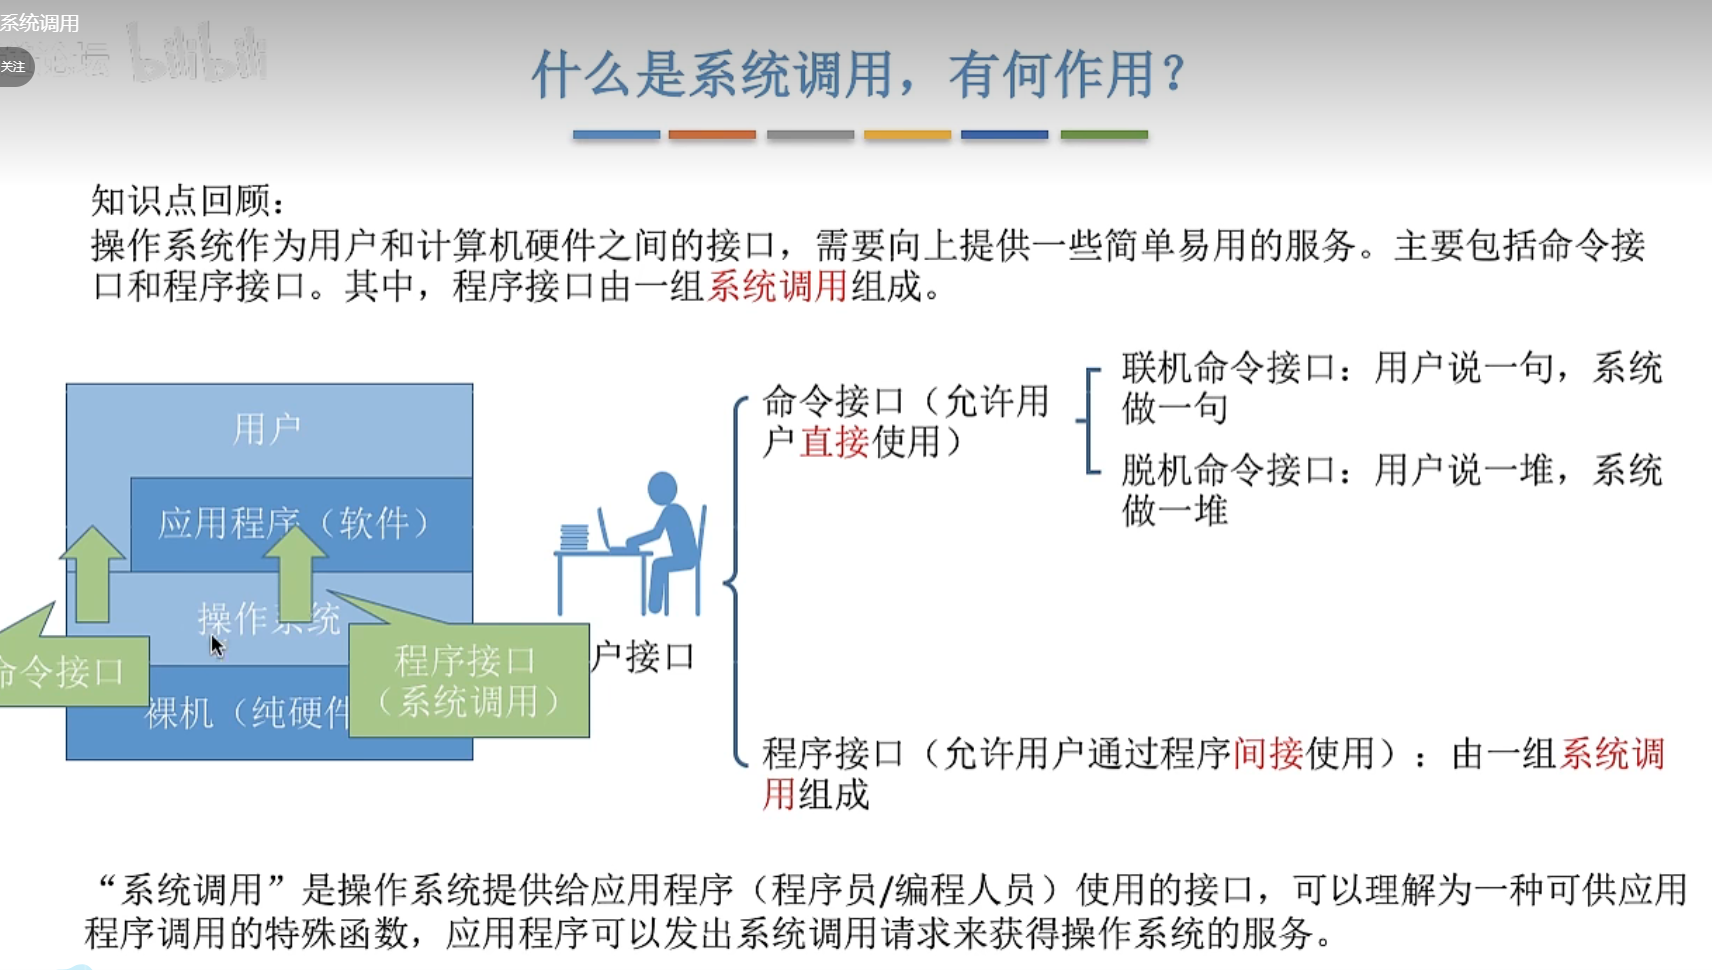 系统调用
关注
论坛 bilibili
什么是系统调用，有何作用？
知识点回顾：
操作系统作为用户和计算机硬件之间的接口，需要向上提供一些简单易用的服务。主要包括命令接
口和程序接口。其中，程序接口由一组系统调用组成。
用户
应用程序（软件）
操作系统
裸机（纯硬件
命令接口
程序接口
（系统调用）
户接口
命令接口（允许用
户直接使用）
联机命令接口：用户说一句，系统
做一句
脱机命令接口：用户说一堆，系统
做一堆
程序接口（允许用户通过程序间接使用）：由一组系统调
用组成
“系统调用”是操作系统提供给应用程序（程序员/编程人员）使用的接口，可以理解为一种可供应用
程序调用的特殊函数，应用程序可以发出系统调用请求来获得操作系统的服务。